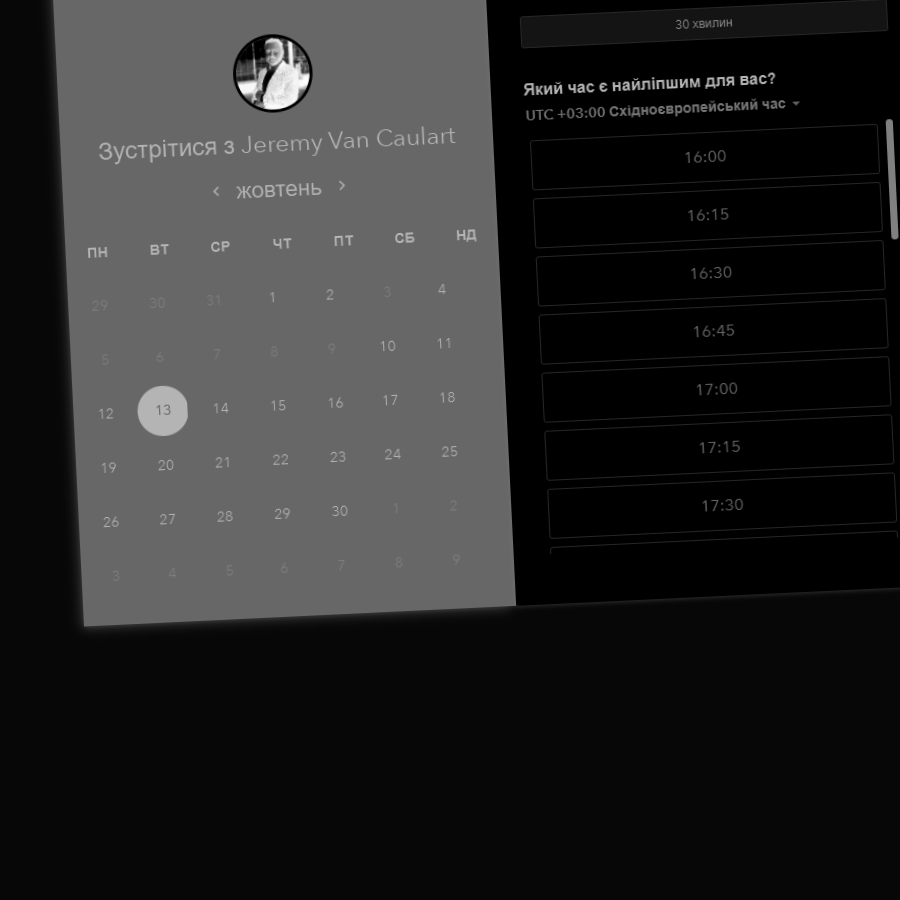 Зустрітися з Jeremy Van Caulart
жовтень
ПН ВТ СР ЧТ ПТ СБ НД
29 30 31 1 2 3 4
5 6 7 8 9 10 11
12 13 14 15 16 17 18
19 20 21 22 23 24 25
26 27 28 29 30 1 2
3 4 5 6 7 8 9
30 хвилин
Який час є найліпшим для вас?
UTC +03:00 Східноєвропейський час
16:00
16:15
16:30
16:45
17:00
17:15
17:30